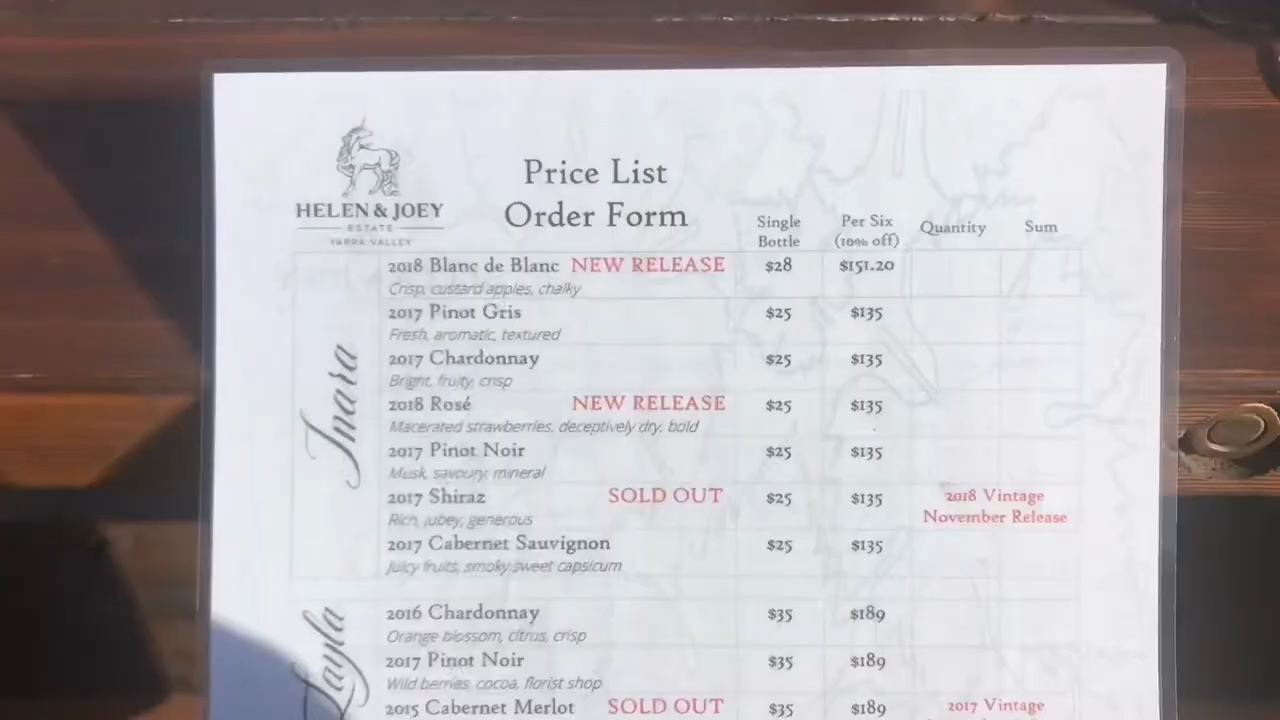 HELEN & JOEY
ESTATE
YARRA VALLEY
Price List
Order Form
Single Bottle
Per Six (10% off)
Quantity
Sum
Inara
2018 Blanc de Blanc NEW RELEASE $28 $151.20
Crisp, custard apples, chalky
2017 Pinot Gris $25 $135
Fresh, aromatic, textured
2017 Chardonnay $25 $135
Bright, fruity, crisp
2018 Rosé NEW RELEASE $25 $135
Macerated strawberries, deceptively dry, bold
2017 Pinot Noir $25 $135
Musk, savoury, mineral
2017 Shiraz SOLD OUT $25 $135 2018 Vintage
November Release
Rich, jubey, generous
2017 Cabernet Sauvignon $25 $135
Juicy fruits, smoky sweet capsicum
Layla
2016 Chardonnay $35 $189
Orange blossom, citrus, crisp
2017 Pinot Noir $35 $189
Wild berries, cocoa, florist shop
2015 Cabernet Merlot SOLD OUT $35 $189 2017 Vintage